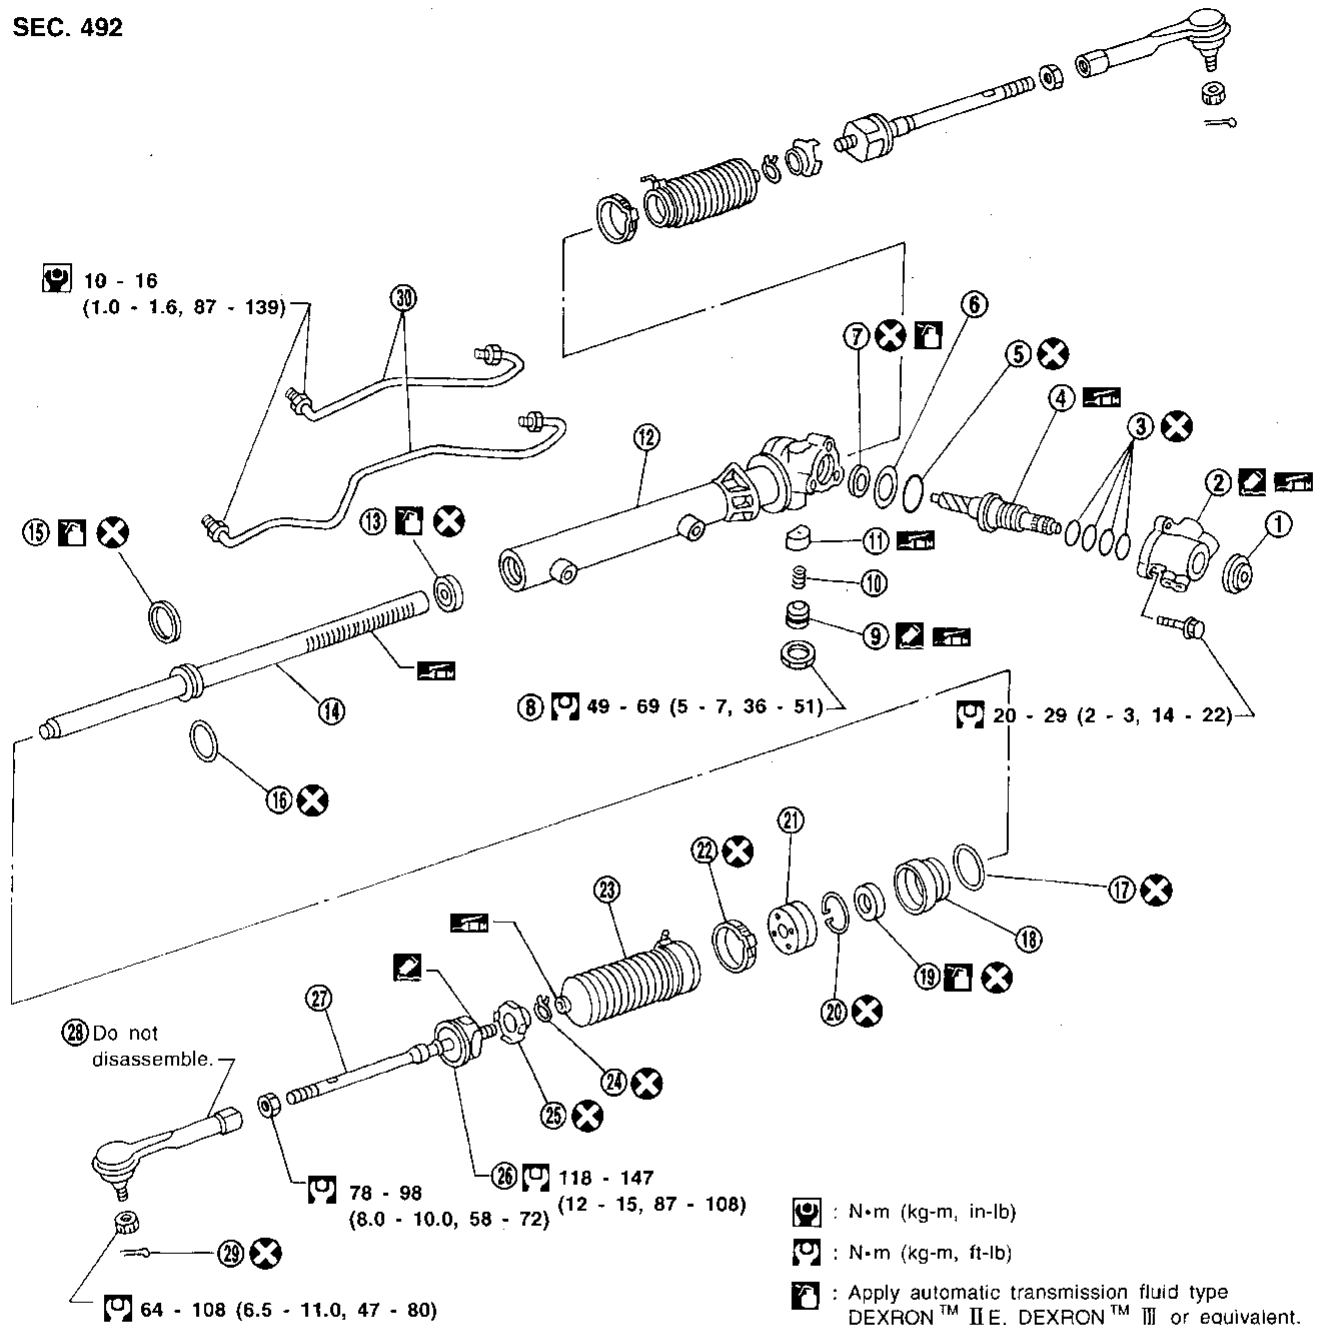 SEC. 492
10 - 16
(1.0 - 1.6, 87 - 139)
30
6
7
5
4
3
2
1
12
13
15
11
10
9
14
8 49 - 69 (5 - 7, 36 - 51)
20 - 29 (2 - 3, 14 - 22)
16
21
22
23
17
18
19
20
27
28 Do not
disassemble.
24
25
26 118 - 147
(12 - 15, 87 - 108)
78 - 98
(8.0 - 10.0, 58 - 72)
29
64 - 108 (6.5 - 11.0, 47 - 80)
: N•m (kg-m, in-lb)
: N•m (kg-m, ft-lb)
: Apply automatic transmission fluid type
DEXRON™ II E, DEXRON™ III or equivalent.